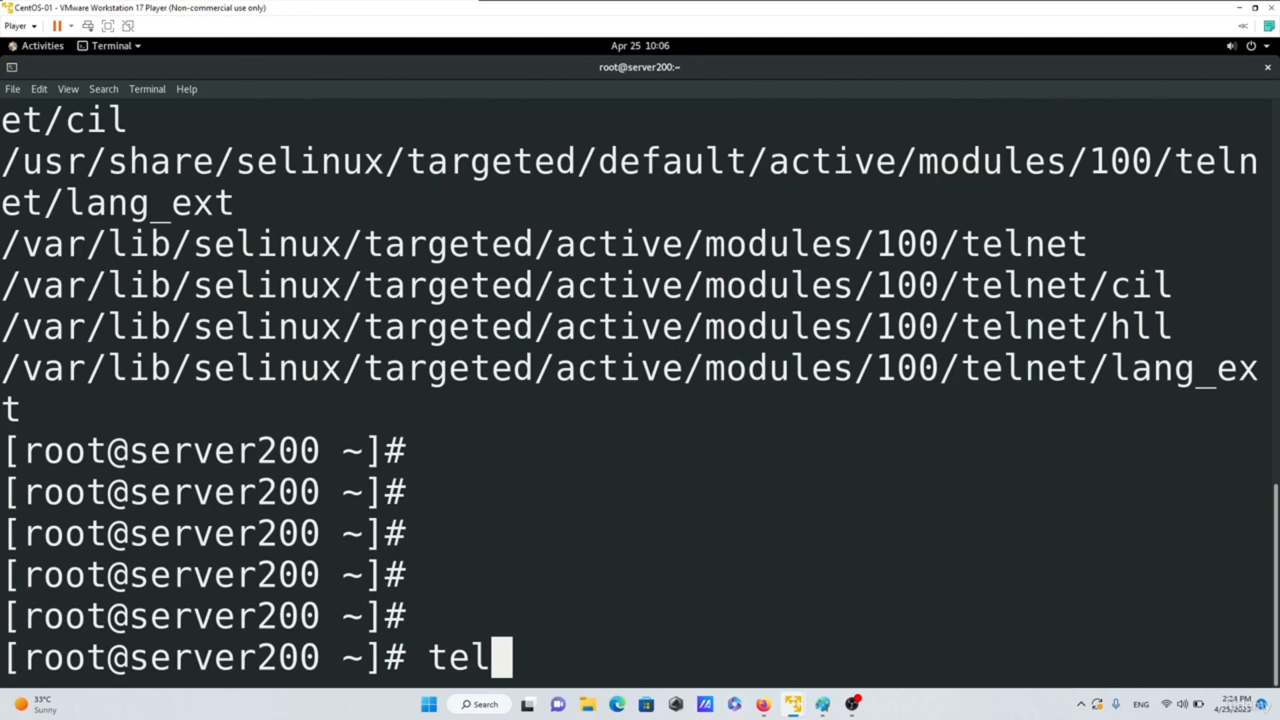 CentOS-01 - VMware Workstation 17 Player (Non-commercial use only)
Player
Activities Terminal Apr 25 10:06
root@server200:~
File Edit View Search Terminal Help
et/cil
/usr/share/selinux/targeted/default/active/modules/100/teln
et/lang_ext
/var/lib/selinux/targeted/active/modules/100/telnet
/var/lib/selinux/targeted/active/modules/100/telnet/cil
/var/lib/selinux/targeted/active/modules/100/telnet/hll
/var/lib/selinux/targeted/active/modules/100/telnet/lang_ex
t
[root@server200 ~]#
[root@server200 ~]#
[root@server200 ~]#
[root@server200 ~]#
[root@server200 ~]#
[root@server200 ~]# tel
33°C
Sunny
Search
ENG
2:24 PM
4/25/2023